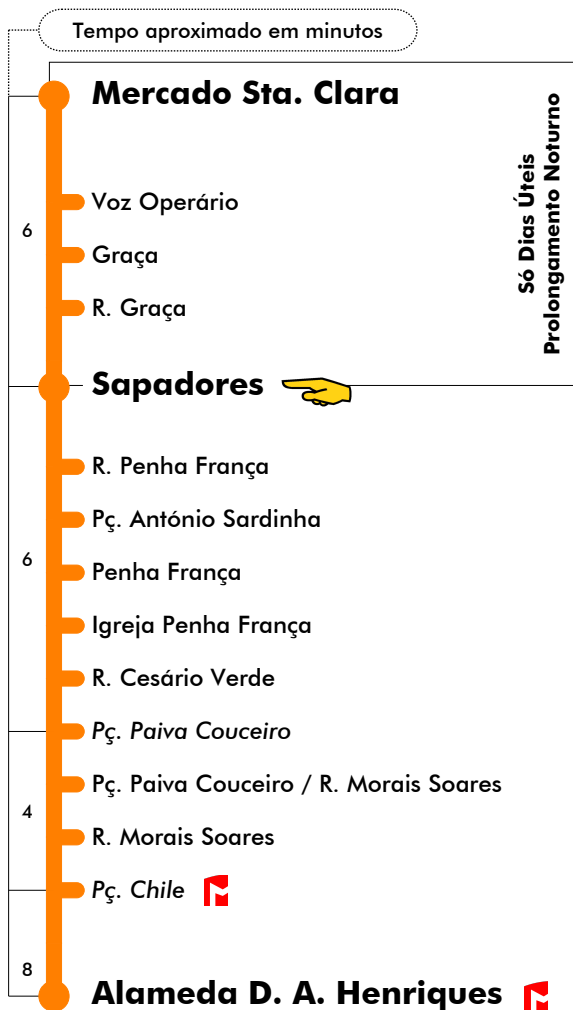 Tempo aproximado em minutos
Mercado Sta. Clara
Só Dias Úteis
Prolongamento Noturno
Voz Operário
6
Graça
R. Graça
Sapadores
R. Penha França
Pç. António Sardinha
6
Penha França
Igreja Penha França
R. Cesário Verde
Pç. Paiva Couceiro
Pç. Paiva Couceiro / R. Morais Soares
4
R. Morais Soares
Pç. Chile
8
Alameda D. A. Henriques